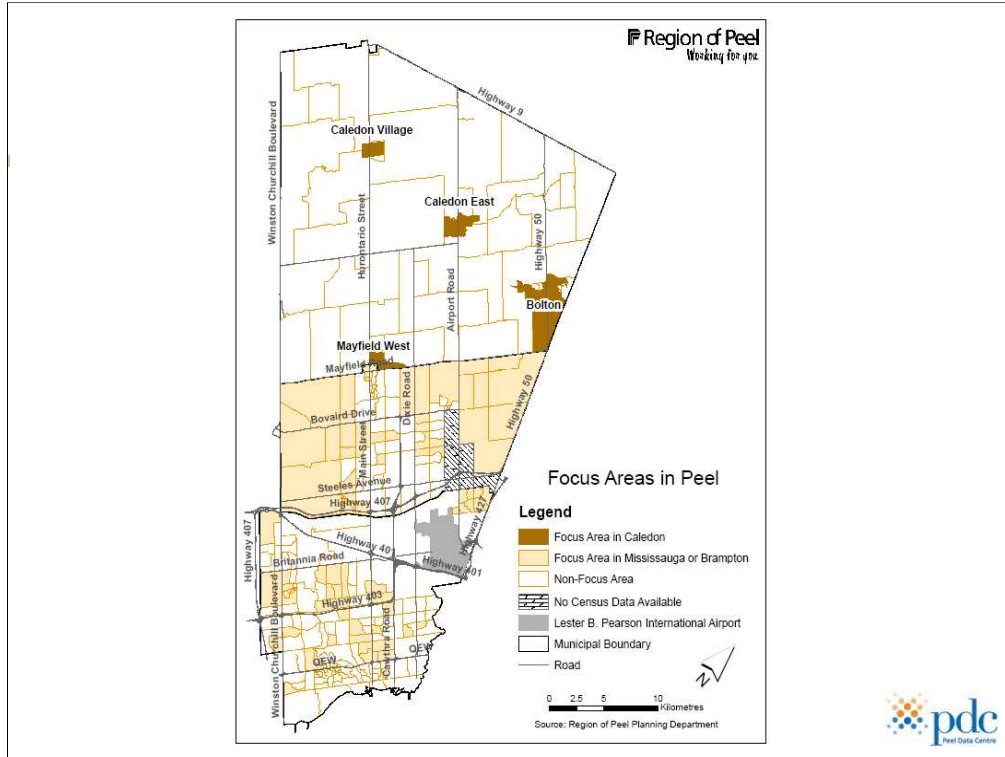 Region of Peel
Working for you
Highway 9
Winston Churchill Boulevard
Caledon Village
Hurontario Street
Caledon East
Highway 50
Airport Road
Bolton
Mayfield West
Mayfield Road
Dixie Road
Highway 50
Bovaird Drive
Main Street
Steeles Avenue
Highway 407
Highway 427
Highway 401
Highway 407
Britannia Road
Highway 401
Highway 403
Winston Churchill Boulevard
Cawthra Road
QEW
QEW
Focus Areas in Peel
Legend
Focus Area in Caledon
Focus Area in Mississauga or Brampton
Non-Focus Area
No Census Data Available
Lester B. Pearson International Airport
Municipal Boundary
Road
N
0 2.5 5 10
Kilometres
Source: Region of Peel Planning Department
pdc
Peel Data Centre